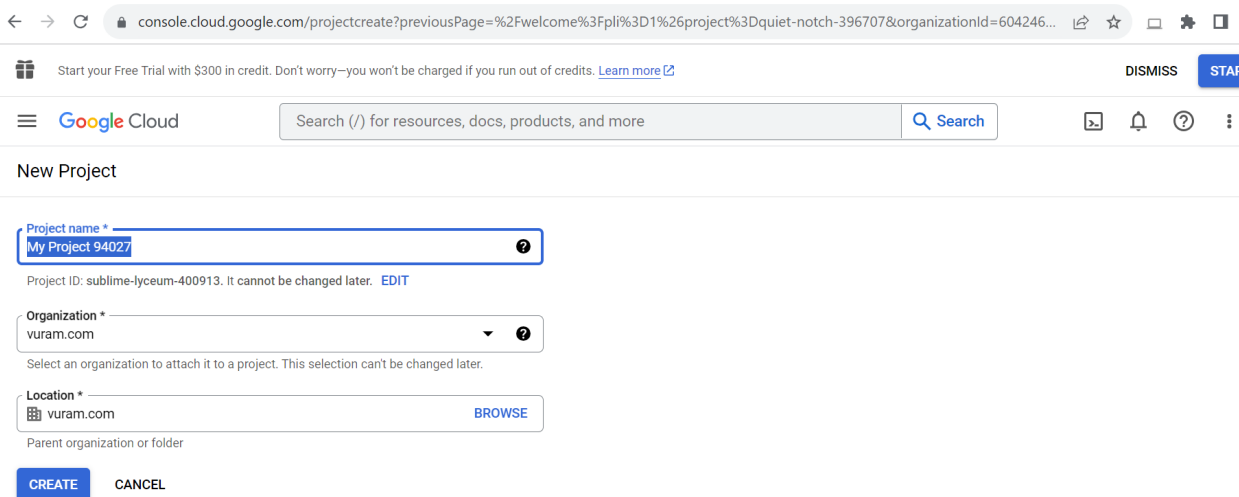 console.cloud.google.com/projectcreate?previousPage=%2Fwelcome%3Fpli%3D1%26project%3Dquiet-notch-396707&organizationId=604246...
Start your Free Trial with $300 in credit. Don't worry—you won't be charged if you run out of credits. Learn more
DISMISS
STAR
Google Cloud
Search (/) for resources, docs, products, and more
Search
New Project
Project name *
My Project 94027
Project ID: sublime-lyceum-400913. It cannot be changed later. EDIT
Organization *
vuram.com
Select an organization to attach it to a project. This selection can't be changed later.
Location *
vuram.com
BROWSE
Parent organization or folder
CREATE
CANCEL